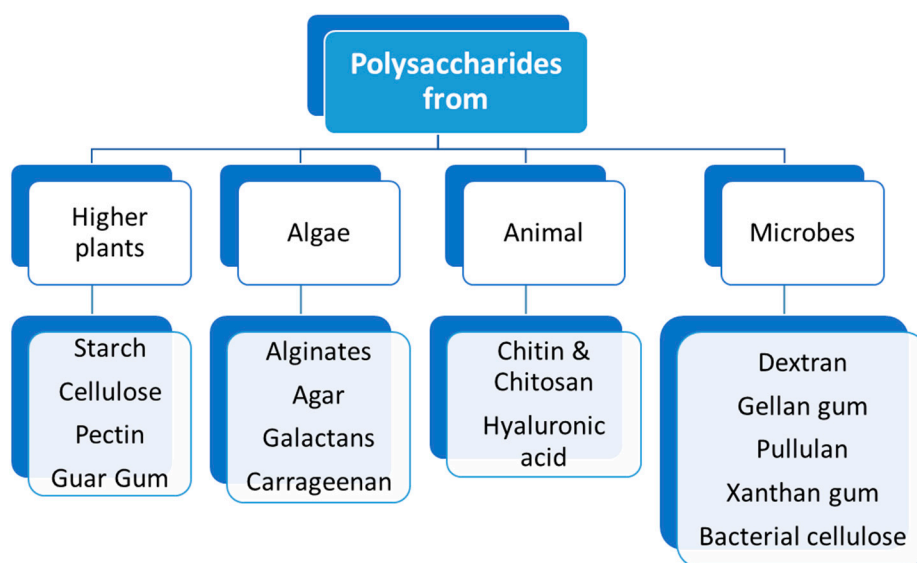 Polysaccharides
from
Higher
plants
Algae
Animal
Microbes
Starch
Cellulose
Pectin
Guar Gum
Alginates
Agar
Galactans
Carrageenan
Chitin &
Chitosan
Hyaluronic
acid
Dextran
Gellan gum
Pullulan
Xanthan gum
Bacterial cellulose